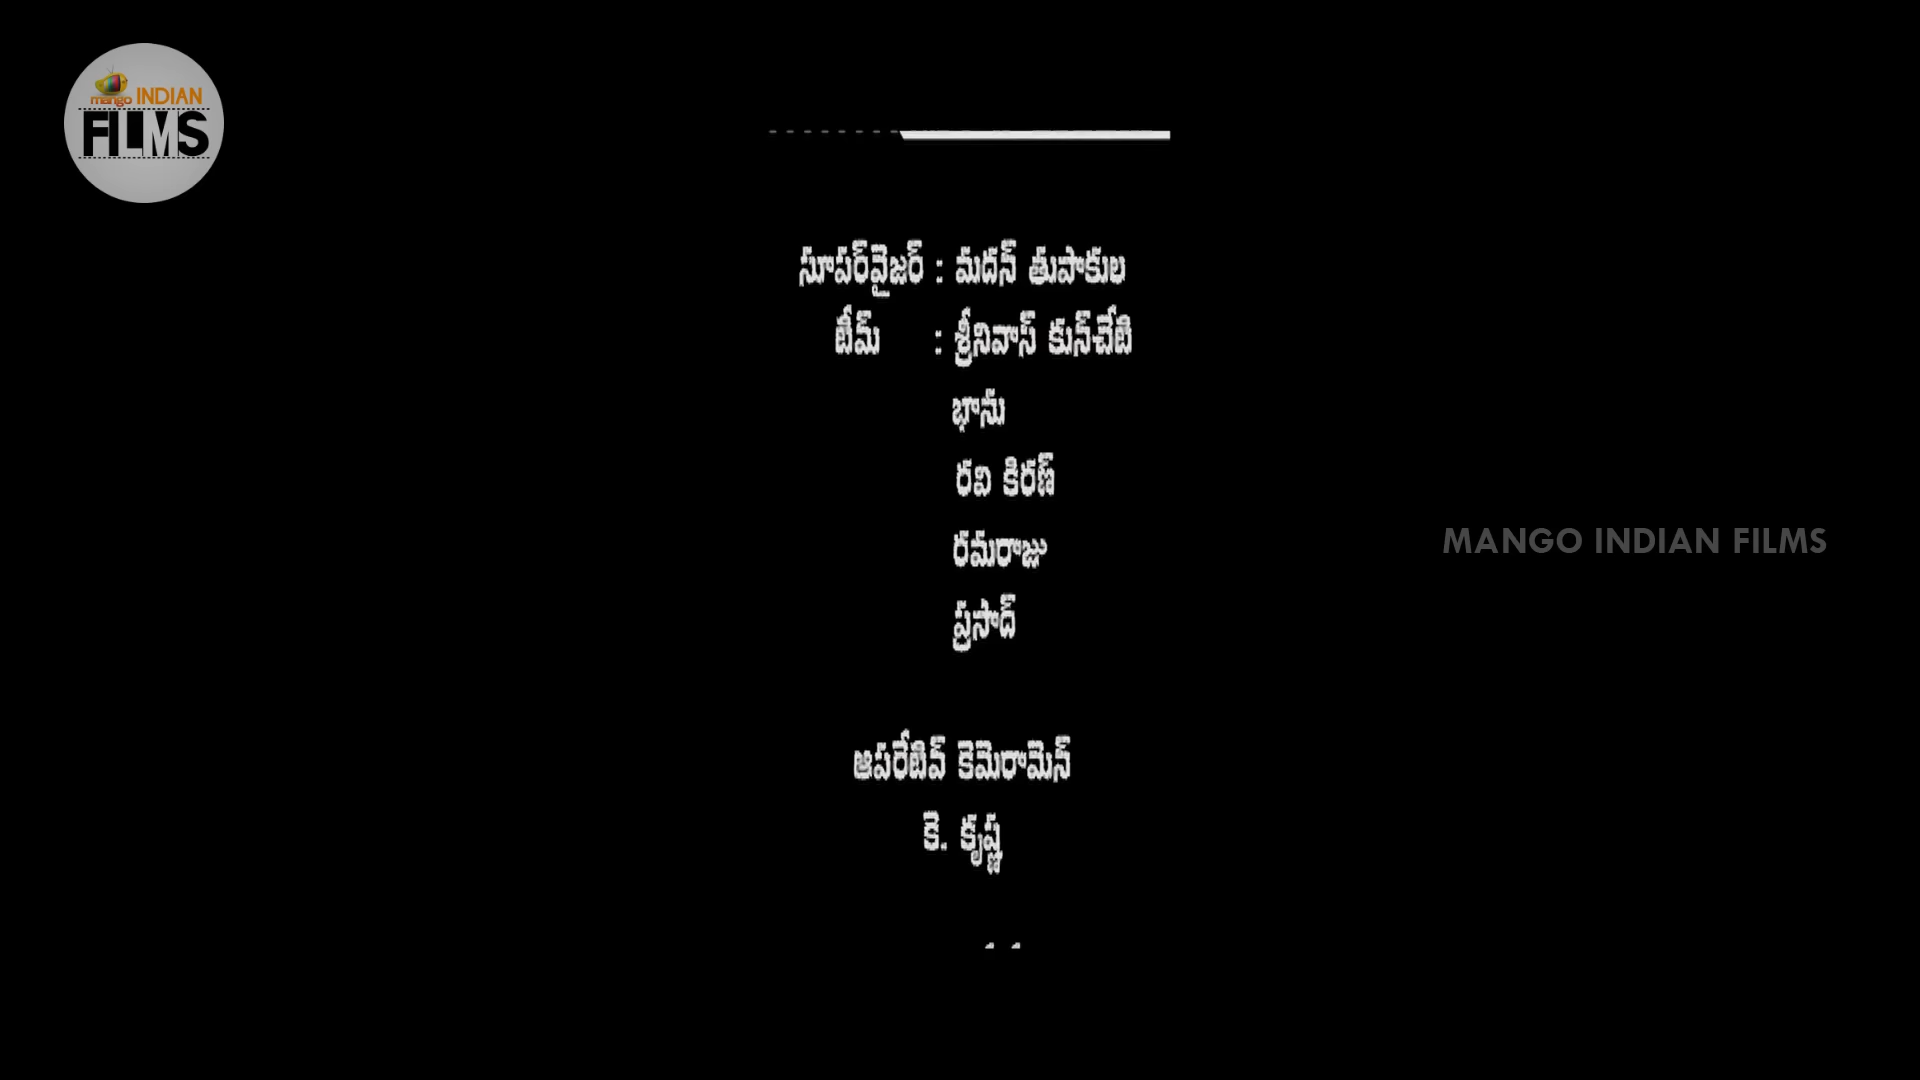 mango INDIAN
FILMS
సూపర్‌వైజర్ : మదన్ తుపాకుల
టీమ్ : శ్రీనివాస్ కున్‌చేటి
భాను
రవి కిరణ్
రమరాజు
ప్రసాద్
MANGO INDIAN FILMS
ఆపరేటివ్ కెమెరామెన్
కె. కృష్ణ